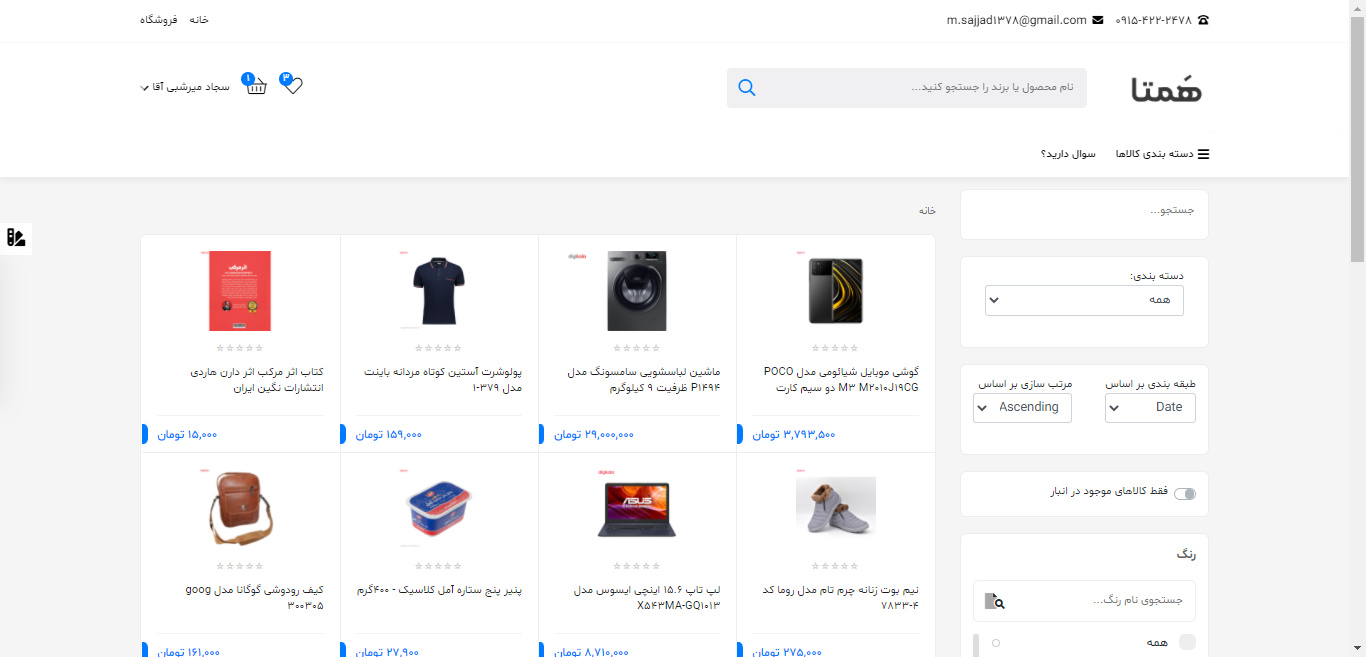 ۰۹۱۵-۴۲۲-۲۴۷۸ m.sajjad۱۳۷۸@gmail.com
خانه فروشگاه
هَمتا
نام محصول یا برند را جستجو کنید...
۳
۱
سجاد میرشبی آقا
دسته بندی کالاها سوال دارید؟
جستجو...
دسته بندی:
همه
طبقه بندی بر اساس
Date
مرتب سازی بر اساس
Ascending
فقط کالاهای موجود در انبار
رنگ
جستجوی نام رنگ...
همه
خانه
گوشی موبایل شیائومی مدل POCO
M۳ M۲۰۱۰J۱۹CG دو سیم کارت
۳,۷۹۳,۵۰۰ تومان
digikala
ماشین لباسشویی سامسونگ مدل
P۱۴۹۴ ظرفیت ۹ کیلوگرم
۲۹,۰۰۰,۰۰۰ تومان
پولوشرت آستین کوتاه مردانه باینت
مدل ۳۷۹-۱
۱۵۹,۰۰۰ تومان
اثر مرکب
کتاب اثر مرکب اثر دارن هاردی
انتشارات نگین ایران
۱۵,۰۰۰ تومان
نیم بوت زنانه چرم تام مدل روما کد
۷۸۳۳-۴
۲۷۵,۰۰۰ تومان
digikala
ASUS
لپ تاپ ۱۵.۶ اینچی ایسوس مدل
X۵۴۳MA-GQ۱۰۱۳
۸,۷۱۰,۰۰۰ تومان
پنیر پنج ستاره آمل کلاسیک - ۴۰۰گرم
۲۷,۹۰۰ تومان
کیف رودوشی گوگانا مدل goog
۳۰۰۳۰۵
۱۶۱,۰۰۰ تومان